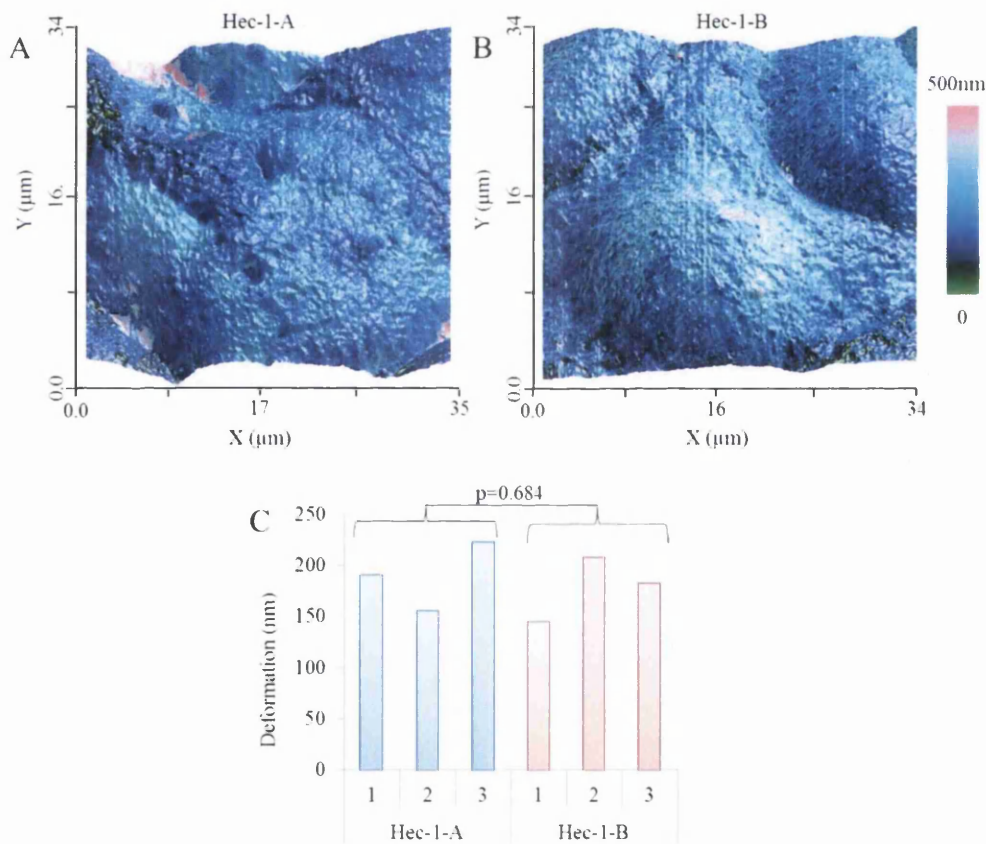 Hec-1-A
A
34
16.
0.0
Y (µm)
0.0
17
35
X (µm)
Hec-1-B
B
34
16
0.0
Y (µm)
0.0
16
34
X (µm)
500nm
0
C
p=0.684
250
200
150
100
50
0
Deformation (nm)
1 2 3 1 2 3
Hec-1-A Hec-1-B